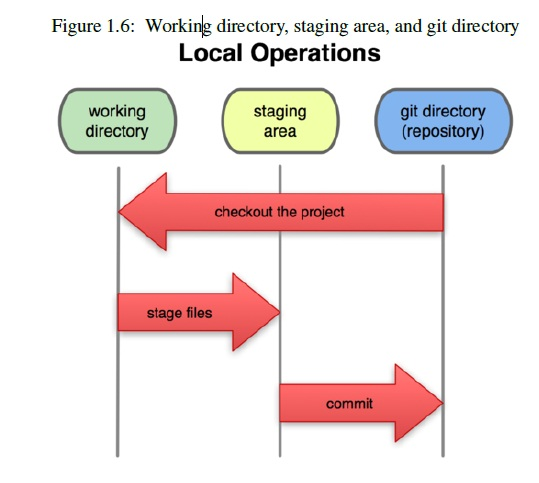 Figure 1.6: Working directory, staging area, and git directory
Local Operations
working
directory
staging
area
git directory
(repository)
checkout the project
stage files
commit